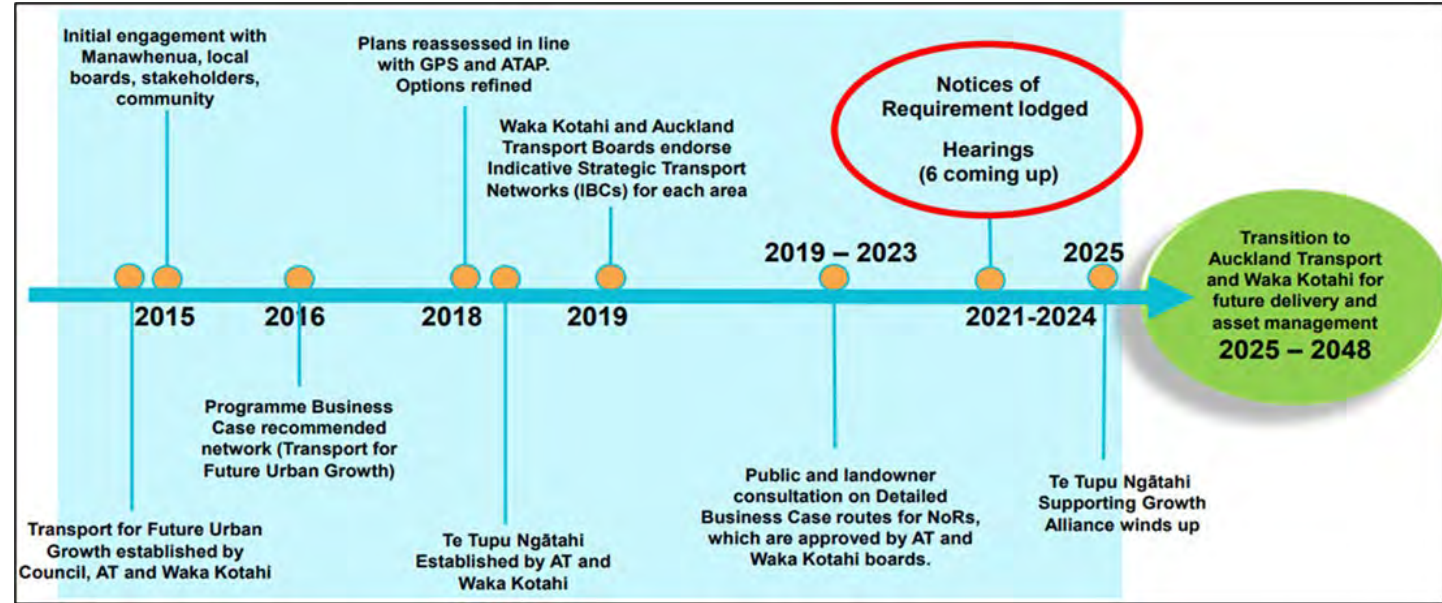 Initial engagement with
Manawhenua, local
boards, stakeholders,
community
Plans reassessed in line
with GPS and ATAP.
Options refined
Waka Kotahi and Auckland
Transport Boards endorse
Indicative Strategic Transport
Networks (IBCs) for each area
Notices of
Requirement lodged
Hearings
(6 coming up)
2019 – 2023
2025
2015
2016
2018
2019
2021-2024
Transition to
Auckland Transport
and Waka Kotahi for
future delivery and
asset management
2025 – 2048
Transport for Future Urban
Growth established by
Council, AT and Waka Kotahi
Programme Business
Case recommended
network (Transport for
Future Urban Growth)
Te Tupu Ngātahi
Established by AT and
Waka Kotahi
Public and landowner
consultation on Detailed
Business Case routes for NoRs,
which are approved by AT and
Waka Kotahi boards.
Te Tupu Ngātahi
Supporting Growth
Alliance winds up